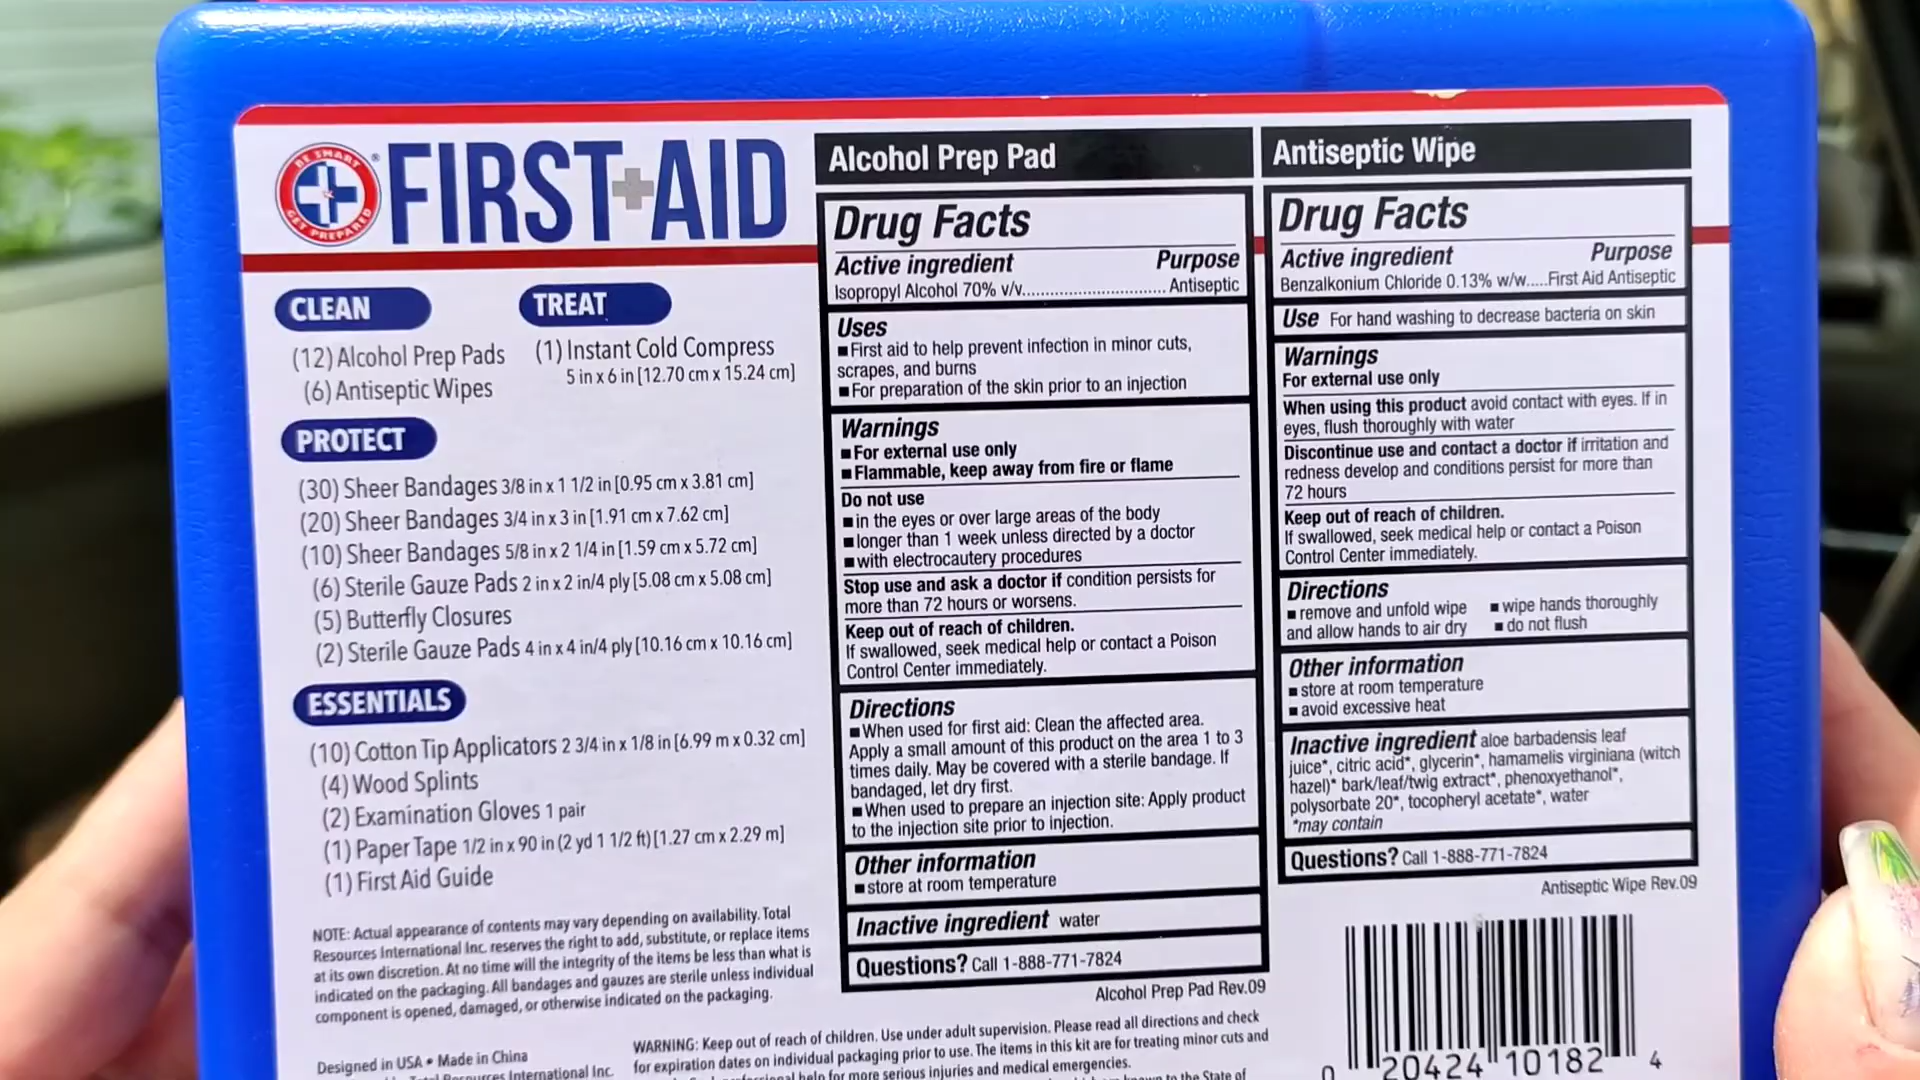 BE SMART
GET PREPARED
®
FIRST+AID
CLEAN
(12) Alcohol Prep Pads
(6) Antiseptic Wipes
TREAT
(1) Instant Cold Compress
5 in x 6 in [12.70 cm x 15.24 cm]
PROTECT
(30) Sheer Bandages 3/8 in x 1 1/2 in [0.95 cm x 3.81 cm]
(20) Sheer Bandages 3/4 in x 3 in [1.91 cm x 7.62 cm]
(10) Sheer Bandages 5/8 in x 2 1/4 in [1.59 cm x 5.72 cm]
(6) Sterile Gauze Pads 2 in x 2 in/4 ply [5.08 cm x 5.08 cm]
(5) Butterfly Closures
(2) Sterile Gauze Pads 4 in x 4 in/4 ply [10.16 cm x 10.16 cm]
ESSENTIALS
(10) Cotton Tip Applicators 2 3/4 in x 1/8 in [6.99 m x 0.32 cm]
(4) Wood Splints
(2) Examination Gloves 1 pair
(1) Paper Tape 1/2 in x 90 in (2 yd 1 1/2 ft) [1.27 cm x 2.29 m]
(1) First Aid Guide
NOTE: Actual appearance of contents may vary depending on availability. Total
Resources International Inc. reserves the right to add, substitute, or replace items
at its own discretion. At no time will the integrity of the items be less than what is
indicated on the packaging. All bandages and gauzes are sterile unless individual
component is opened, damaged, or otherwise indicated on the packaging.
Designed in USA • Made in China
Total Resources International Inc.
Alcohol Prep Pad
Drug Facts
Active ingredient Purpose
Isopropyl Alcohol 70% v/v.............................. Antiseptic
Uses
■ First aid to help prevent infection in minor cuts,
scrapes, and burns
■ For preparation of the skin prior to an injection
Warnings
■ For external use only
■ Flammable, keep away from fire or flame
Do not use
■ in the eyes or over large areas of the body
■ longer than 1 week unless directed by a doctor
■ with electrocautery procedures
Stop use and ask a doctor if condition persists for
more than 72 hours or worsens.
Keep out of reach of children.
If swallowed, seek medical help or contact a Poison
Control Center immediately.
Directions
■ When used for first aid: Clean the affected area.
Apply a small amount of this product on the area 1 to 3
times daily. May be covered with a sterile bandage. If
bandaged, let dry first.
■ When used to prepare an injection site: Apply product
to the injection site prior to injection.
Other information
■ store at room temperature
Inactive ingredient water
Questions? Call 1-888-771-7824
Alcohol Prep Pad Rev.09
Antiseptic Wipe
Drug Facts
Active ingredient Purpose
Benzalkonium Chloride 0.13% w/w.....First Aid Antiseptic
Use For hand washing to decrease bacteria on skin
Warnings
For external use only
When using this product avoid contact with eyes. If in
eyes, flush thoroughly with water
Discontinue use and contact a doctor if irritation and
redness develop and conditions persist for more than
72 hours
Keep out of reach of children.
If swallowed, seek medical help or contact a Poison
Control Center immediately.
Directions
■ remove and unfold wipe ■ wipe hands thoroughly
and allow hands to air dry ■ do not flush
Other information
■ store at room temperature
■ avoid excessive heat
Inactive ingredient aloe barbadensis leaf
juice*, citric acid*, glycerin*, hamamelis virginiana (witch
hazel)* bark/leaf/twig extract*, phenoxyethanol*,
polysorbate 20*, tocopheryl acetate*, water
*may contain
Questions? Call 1-888-771-7824
Antiseptic Wipe Rev.09
WARNING: Keep out of reach of children. Use under adult supervision. Please read all directions and check
for expiration dates on individual packaging prior to use. The items in this kit are for treating minor cuts and
help for more serious injuries and medical emergencies.
known to the State of
0 20424 10182 4